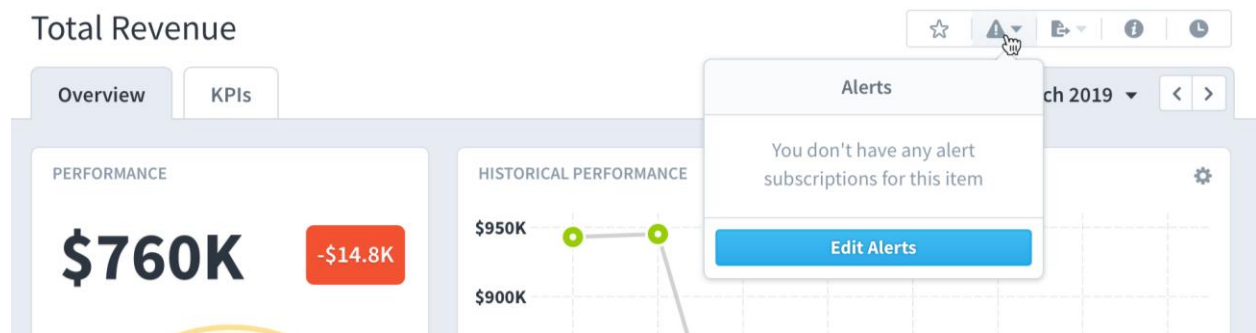 Total Revenue
Overview
KPIs
Alerts
ch 2019
You don't have any alert
subscriptions for this item
Edit Alerts
PERFORMANCE
$760K
-$14.8K
HISTORICAL PERFORMANCE
$950K
$900K